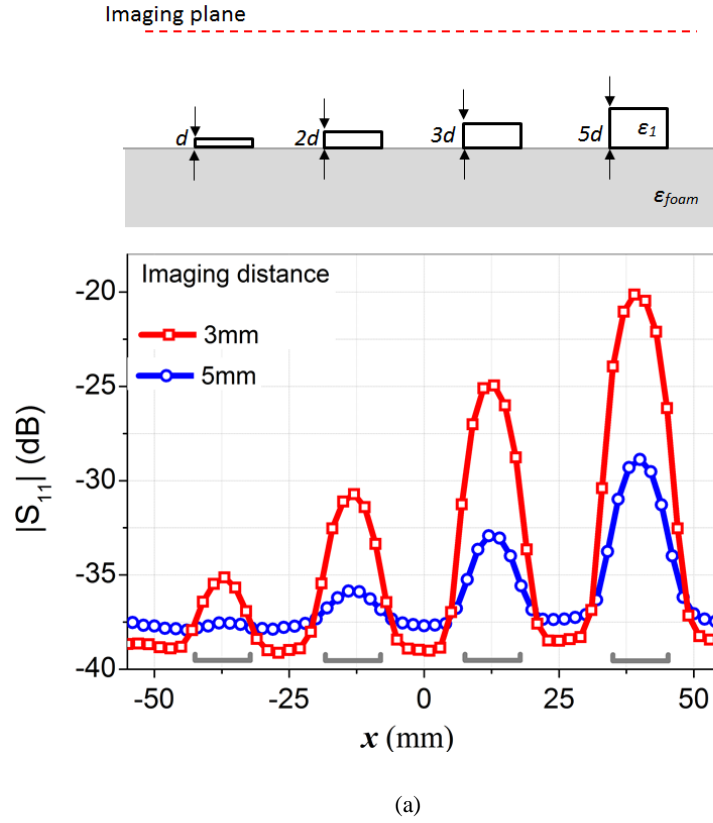 Imaging plane
d 2d 3d 5d ε1
εfoam
Imaging distance
3mm
5mm
-20
-25
-30
-35
-40
|S11| (dB)
-50 -25 0 25 50
x (mm)
(a)